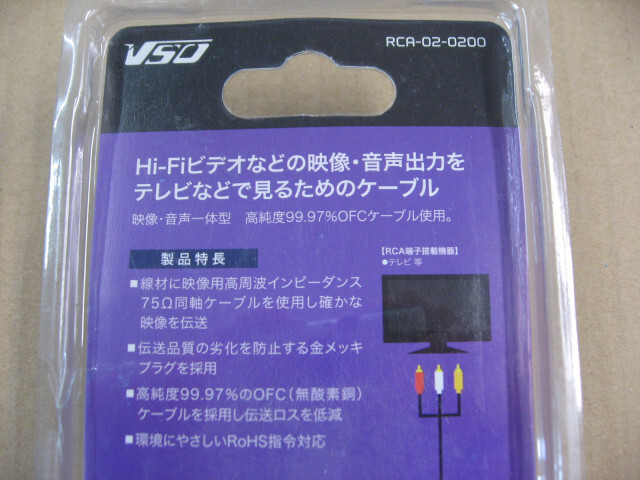 VSO
RCA-02-0200
Hi-Fiビデオなどの映像・音声出力を
テレビなどで見るためのケーブル
映像・音声一体型 高純度99.97%OFCケーブル使用。
製品特長
■線材に映像用高周波インピーダンス
75Ω同軸ケーブルを使用し確かな
映像を伝送
■伝送品質の劣化を防止する金メッキ
プラグを採用
■高純度99.97%のOFC(無酸素銅)
ケーブルを採用し伝送ロスを低減
■環境にやさしいRoHS指令対応
【RCA端子搭載機器】
●テレビ 等